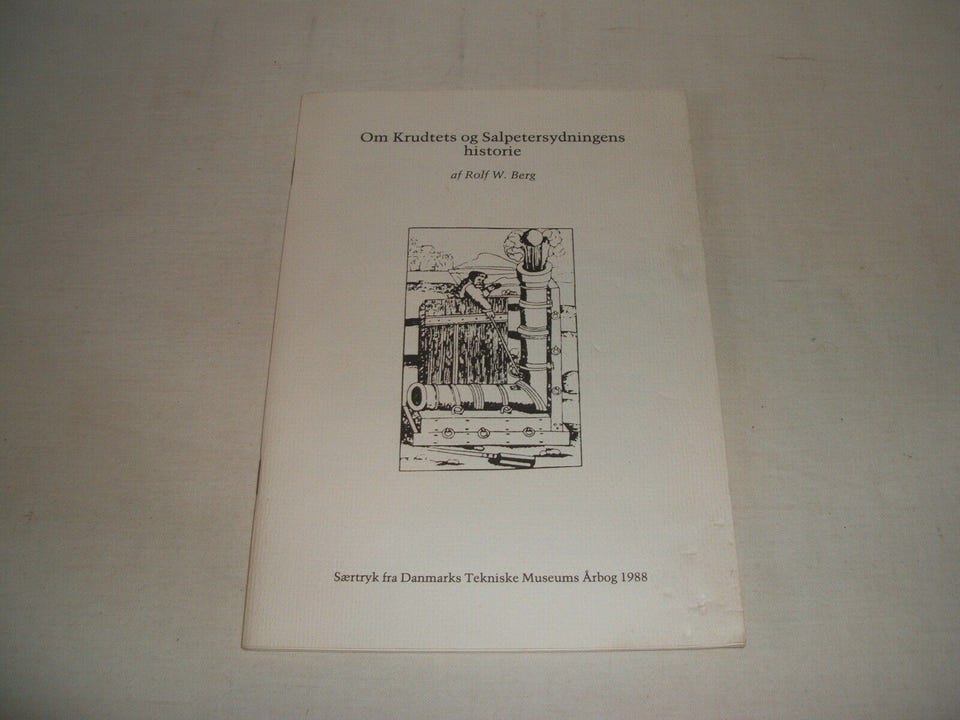 Om Krudtets og Salpetersydningens
historie
af Rolf W. Berg
Særtryk fra Danmarks Tekniske Museums Årbog 1988